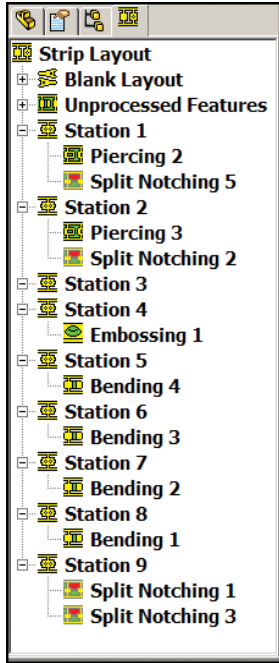 Strip Layout
Blank Layout
Unprocessed Features
Station 1
Piercing 2
Split Notching 5
Station 2
Piercing 3
Split Notching 2
Station 3
Station 4
Embossing 1
Station 5
Bending 4
Station 6
Bending 3
Station 7
Bending 2
Station 8
Bending 1
Station 9
Split Notching 1
Split Notching 3